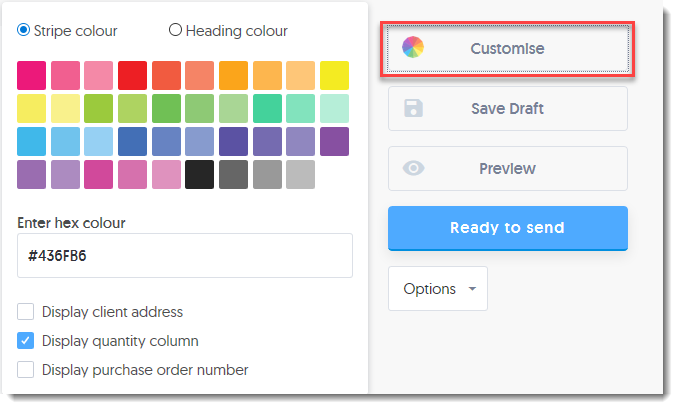 Stripe colour
Heading colour
Enter hex colour
#436FB6
Display client address
Display quantity column
Display purchase order number
Customise
Save Draft
Preview
Ready to send
Options